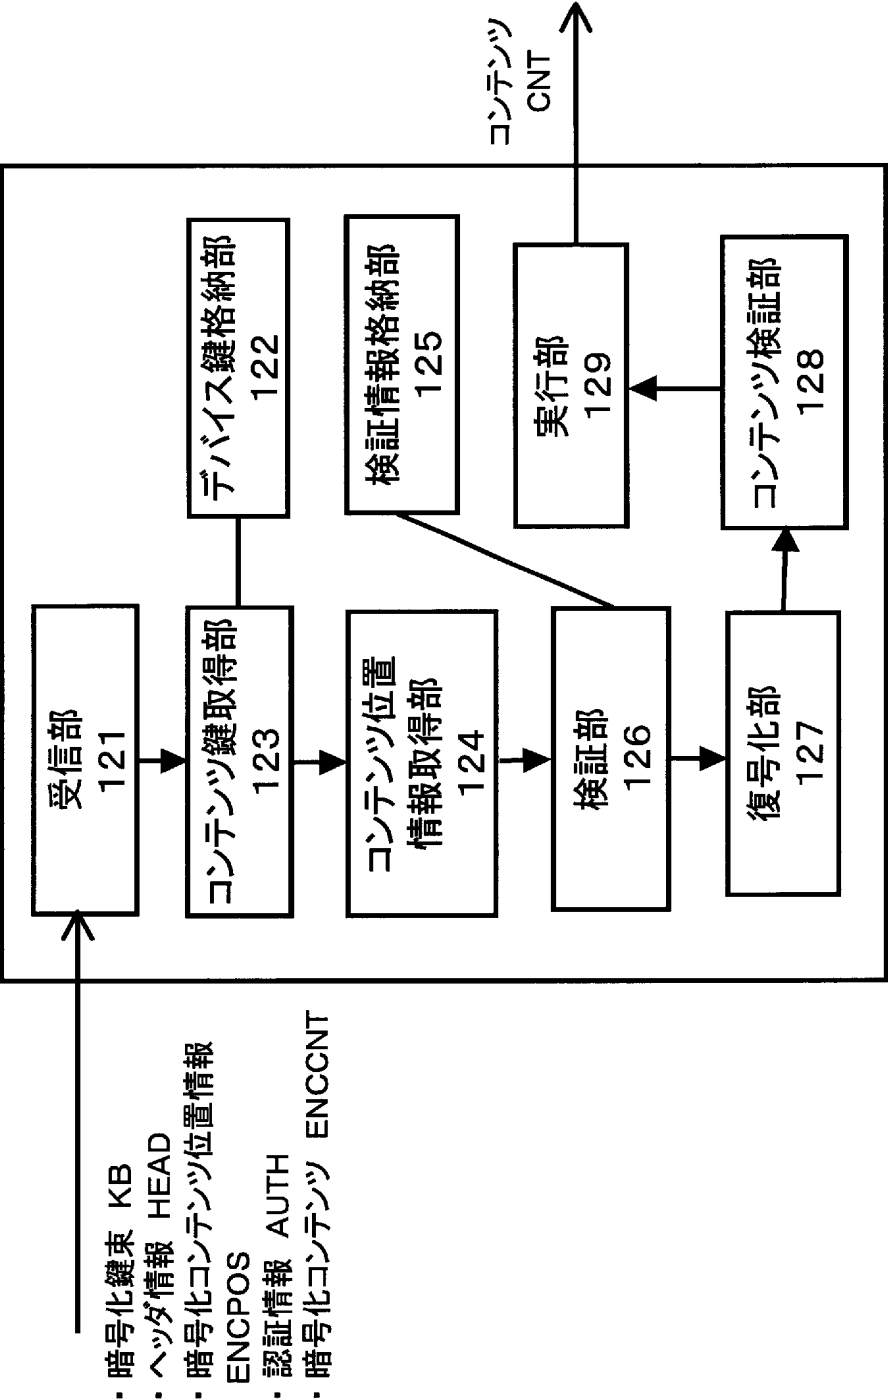 ・暗号化鍵束 KB
・ヘッダ情報 HEAD
・暗号化コンテンツ位置情報
ENCPOS
・認証情報 AUTH
・暗号化コンテンツ ENCCNT
受信部
121
コンテンツ鍵取得部
123
デバイス鍵格納部
122
コンテンツ位置
情報取得部
124
検証情報格納部
125
検証部
126
復号化部
127
コンテンツ検証部
128
実行部
129
コンテンツ
CNT